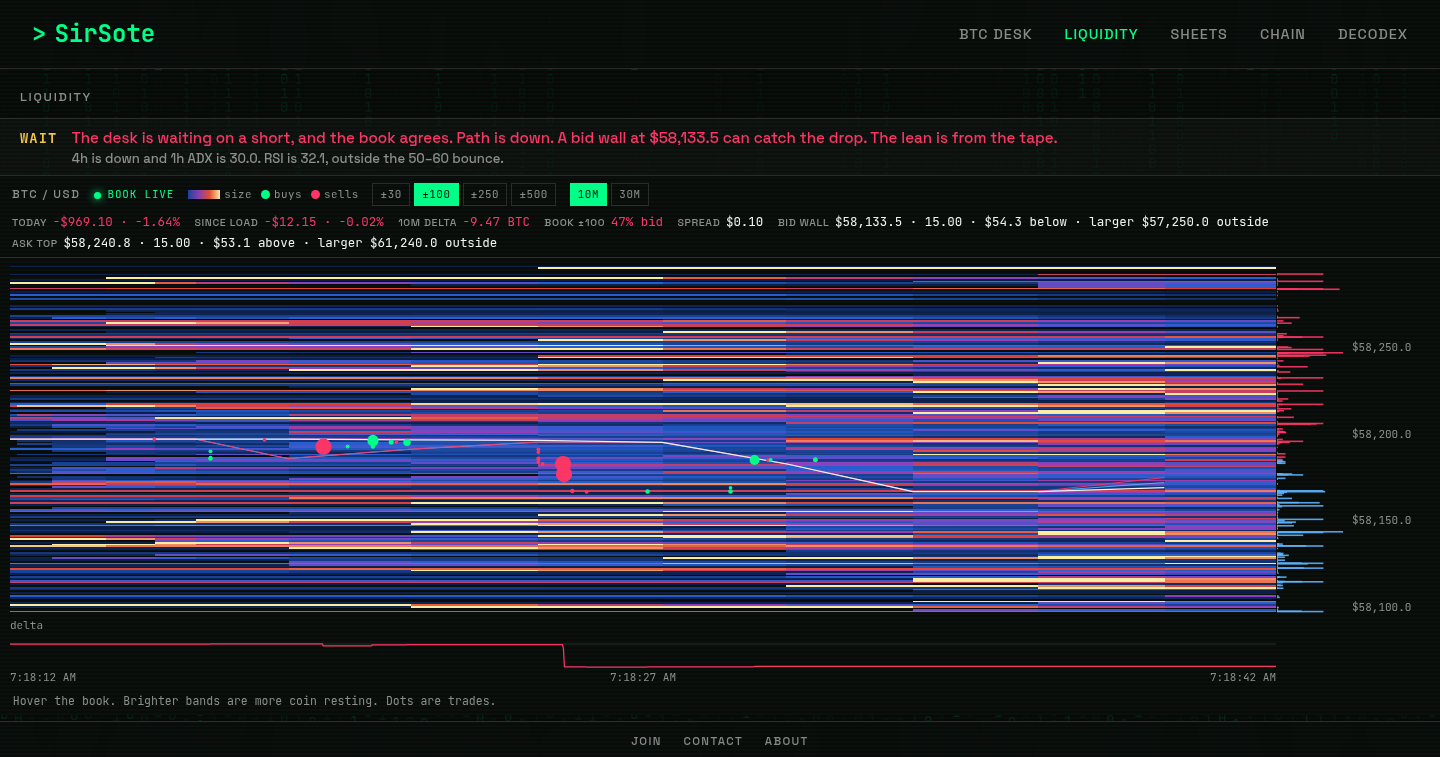 > SirSote
BTC DESK LIQUIDITY SHEETS CHAIN DECODEX
LIQUIDITY
WAIT The desk is waiting on a short, and the book agrees. Path is down. A bid wall at $58,133.5 can catch the drop. The lean is from the tape.
4h is down and 1h ADX is 30.0. RSI is 32.1, outside the 50–60 bounce.
BTC / USD BOOK LIVE size buys sells ±30 ±100 ±250 ±500 10M 30M
TODAY -$969.10 · -1.64% SINCE LOAD -$12.15 · -0.02% 10M DELTA -9.47 BTC BOOK ±100 47% bid SPREAD $0.10 BID WALL $58,133.5 · 15.00 · $54.3 below · larger $57,250.0 outside
ASK TOP $58,240.8 · 15.00 · $53.1 above · larger $61,240.0 outside
$58,250.0
$58,200.0
$58,150.0
$58,100.0
delta
7:18:12 AM 7:18:27 AM 7:18:42 AM
Hover the book. Brighter bands are more coin resting. Dots are trades.
JOIN CONTACT ABOUT